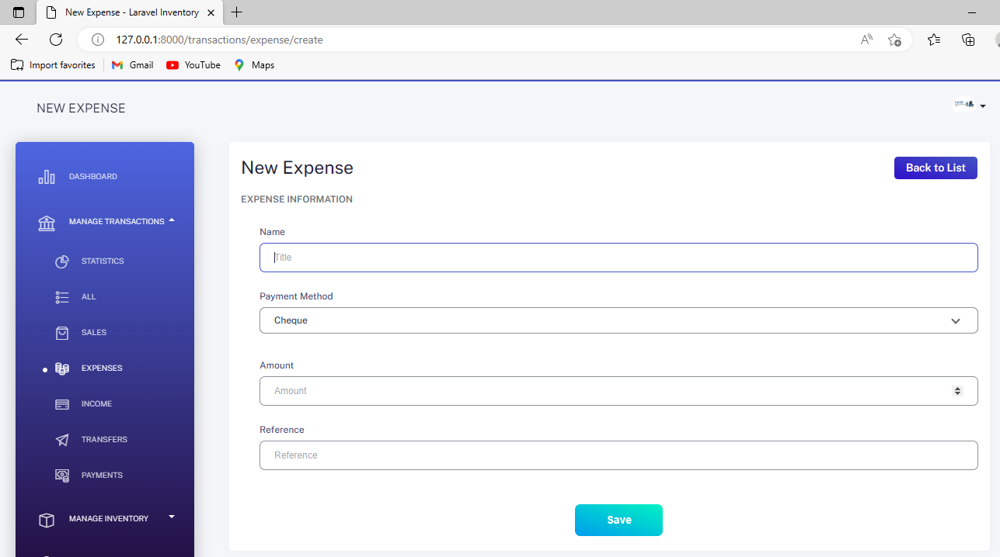 New Expense - Laravel Inventory
127.0.0.1:8000/transactions/expense/create
Import favorites
Gmail
YouTube
Maps
NEW EXPENSE
DASHBOARD
MANAGE TRANSACTIONS
STATISTICS
ALL
SALES
EXPENSES
INCOME
TRANSFERS
PAYMENTS
MANAGE INVENTORY
New Expense
Back to List
EXPENSE INFORMATION
Name
Title
Payment Method
Cheque
Amount
Amount
Reference
Reference
Save